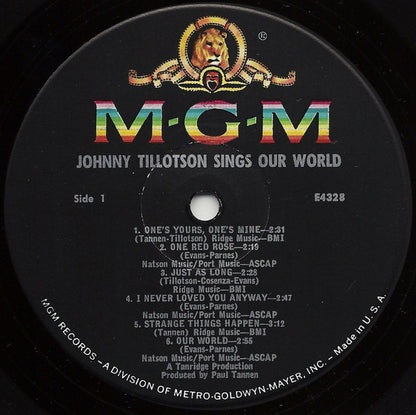 ®
M-G-M
JOHNNY TILLOTSON SINGS OUR WORLD
Side 1
E4328
1. ONE'S YOURS, ONE'S MINE—2:31
(Tannen-Tillotson) Ridge Music—BMI
2. ONE RED ROSE—2:19
(Evans-Parnes)
Natson Music/Port Music—ASCAP
3. JUST AS LONG—2:28
(Tillotson-Cosenza-Evans)
Ridge Music—BMI
4. I NEVER LOVED YOU ANYWAY—2:47
(Evans-Parnes)
Natson Music/Port Music—ASCAP
5. STRANGE THINGS HAPPEN—3:12
(Tannen) Ridge Music—BMI
6. OUR WORLD—2:55
(Evans-Parnes)
Natson Music/Port Music—ASCAP
A Tanridge Production
Produced by Paul Tannen
MGM RECORDS—A DIVISION OF METRO-GOLDWYN-MAYER, INC.—Made in U.S.A.